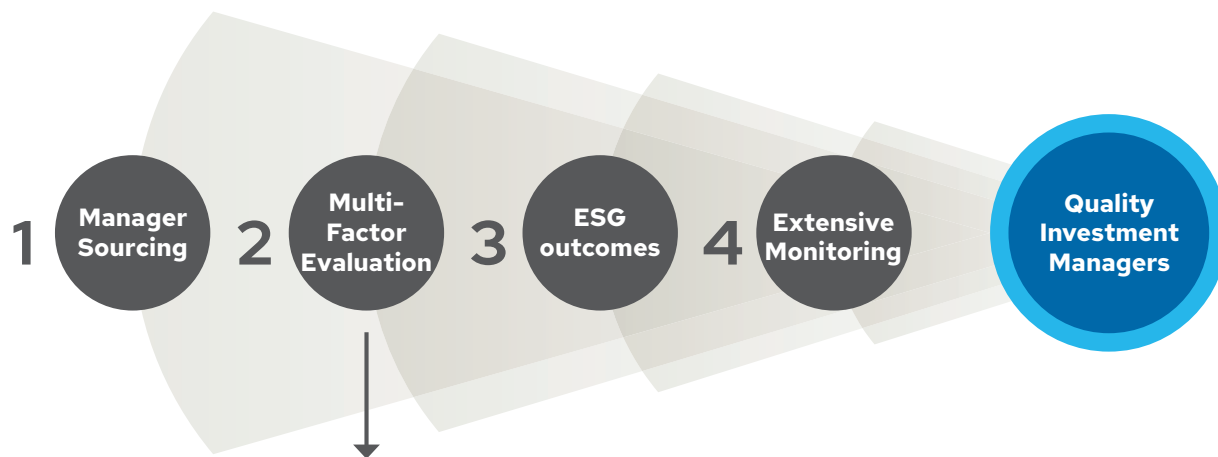 1
Manager
Sourcing
2
Multi-
Factor
Evaluation
3
ESG
outcomes
4
Extensive
Monitoring
Quality
Investment
Managers